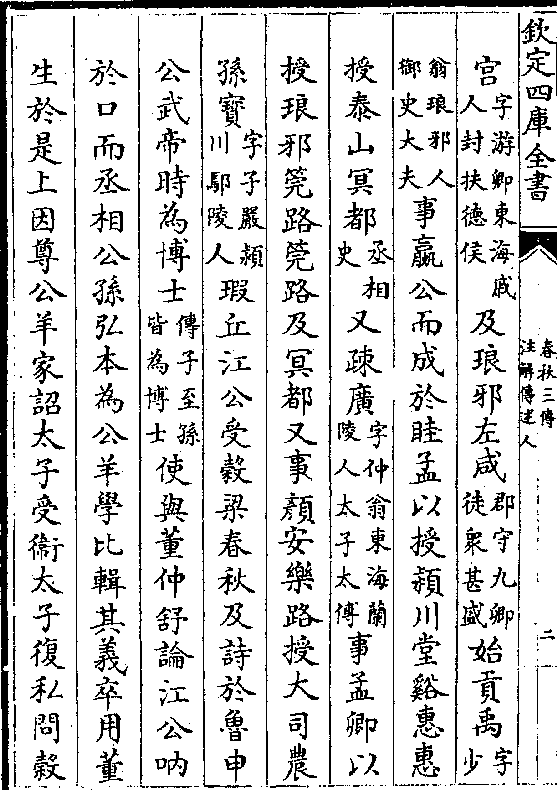 欽定四庫全書
春秋三傳注解傳述人
二
宮字游卿東海戚人封扶德侯及琅邪左咸郡守九卿徒衆甚盛始貢禹字少
翁琅邪人御史大夫事嬴公而成於眭孟以授潁川堂谿惠惠
授泰山冥都丞相史又疎廣字仲翁東海蘭陵人太子太傅事孟卿以
授琅邪筦路筦路及冥都又事顏安樂路授大司農
孫寶字子嚴潁川鄢陵人瑕丘江公受穀梁春秋及詩於魯申
公武帝時為博士傳子至孫皆為博士使與董仲舒論江公吶
於口而丞相公孫弘本為公羊學比輯其義卒用董
生於是上因尊公羊家詔太子受衞太子復私問穀